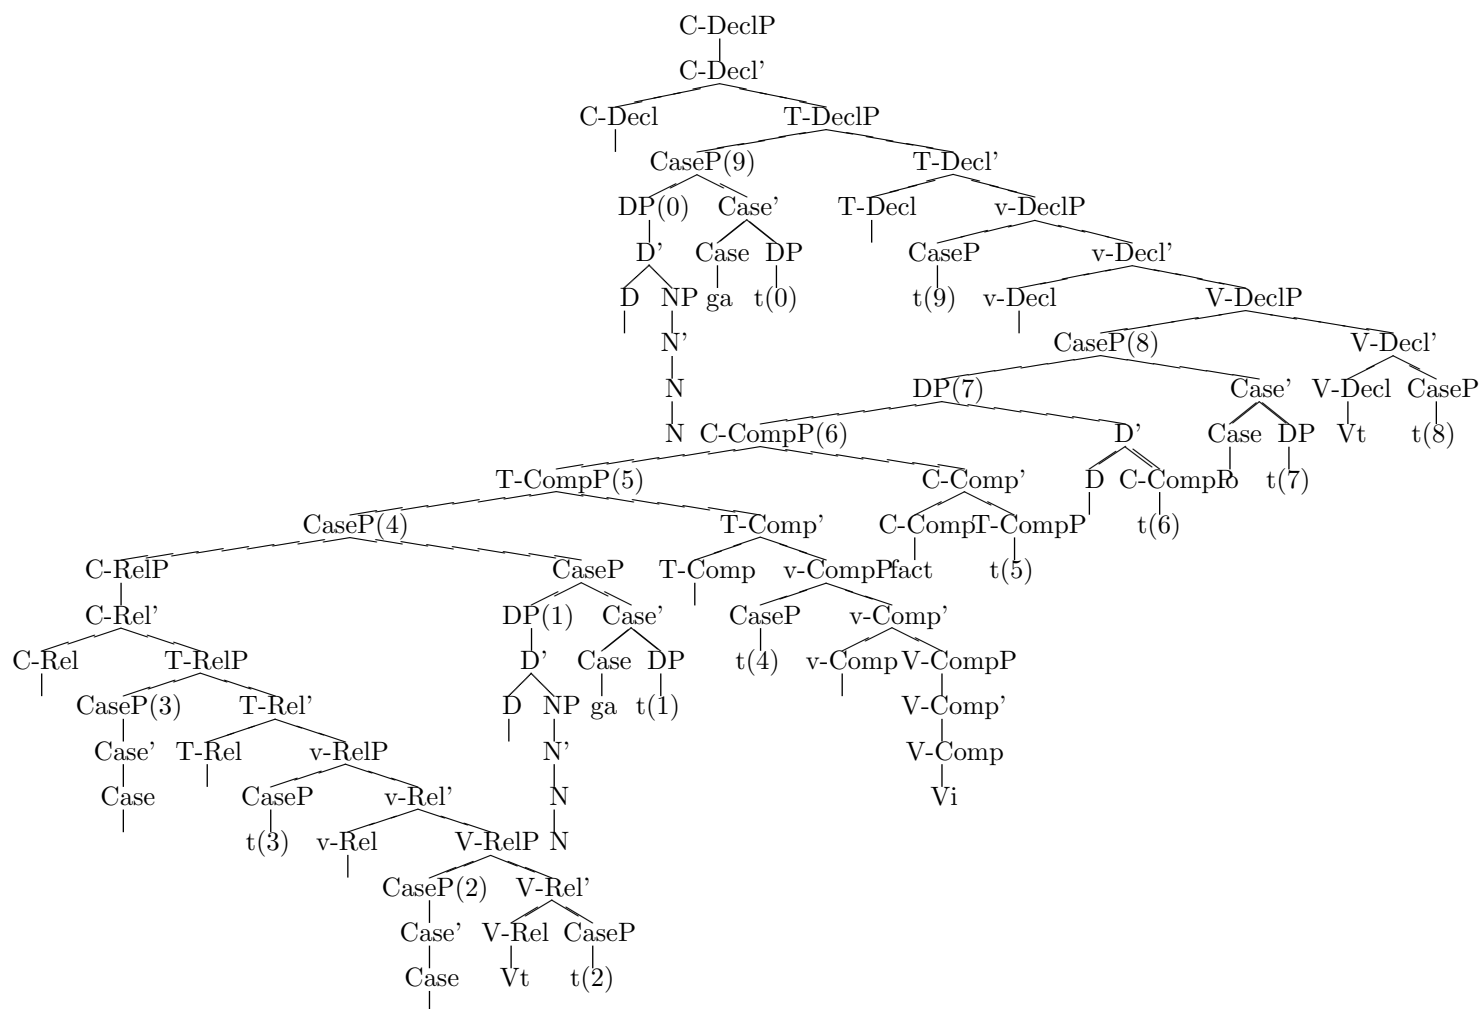 C-DeclP
C-Decl'
C-Decl T-DeclP
CaseP(9) T-Decl'
DP(0) Case' T-Decl v-DeclP
D' Case DP CaseP v-Decl'
D NP ga t(0) t(9) v-Decl V-DeclP
N' CaseP(8) V-Decl'
N DP(7) Case' V-Decl CaseP
N C-CompP(6) D' Case DP Vt t(8)
T-CompP(5) C-Comp' D C-CompP o t(7)
CaseP(4) T-Comp' C-Comp T-CompP t(6)
C-RelP CaseP T-Comp v-CompP fact t(5)
C-Rel' DP(1) Case' CaseP v-Comp'
C-Rel T-RelP D' Case DP t(4) v-Comp V-CompP
CaseP(3) T-Rel' D NP ga t(1) V-Comp'
Case' T-Rel v-RelP N' V-Comp
Case CaseP v-Rel' N Vi
t(3) v-Rel V-RelP N
CaseP(2) V-Rel'
Case' V-Rel CaseP
Case Vt t(2)